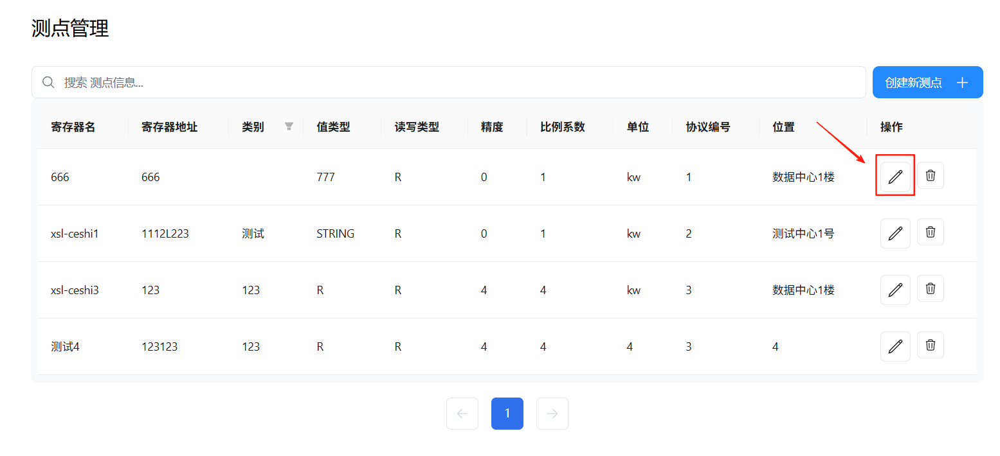 测点管理
搜索 测点信息...
创建新测点
寄存器名 寄存器地址 类别 值类型 读写类型 精度 比例系数 单位 协议编号 位置 操作
666 666 777 R 0 1 kw 1 数据中心1楼
xsl-ceshi1 1112L223 测试 STRING R 0 1 kw 2 测试中心1号
xsl-ceshi3 123 123 R R 4 4 kw 3 数据中心1楼
测试4 123123 123 R R 4 4 4 3 4
1